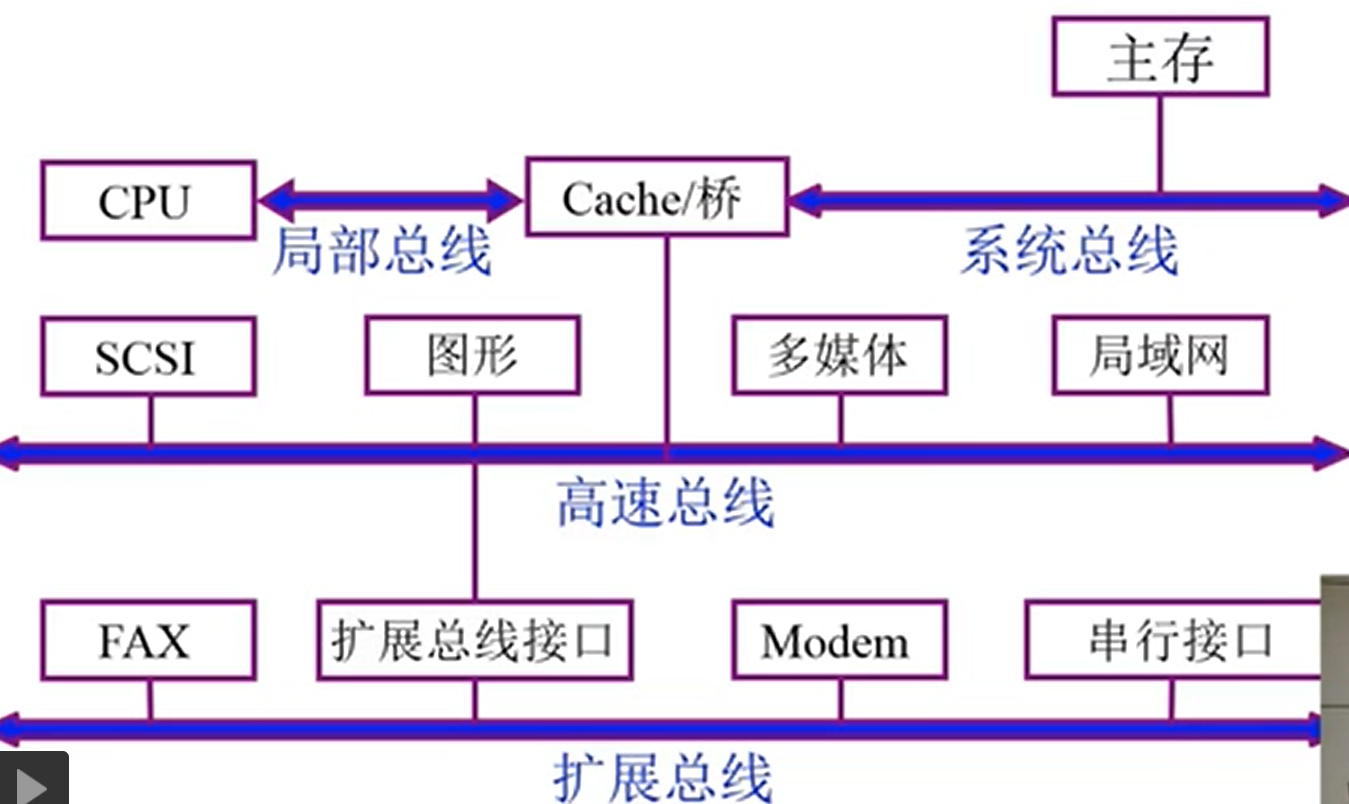 主存
CPU
Cache/桥
局部总线
系统总线
SCSI
图形
多媒体
局域网
高速总线
FAX
扩展总线接口
Modem
串行接口
扩展总线